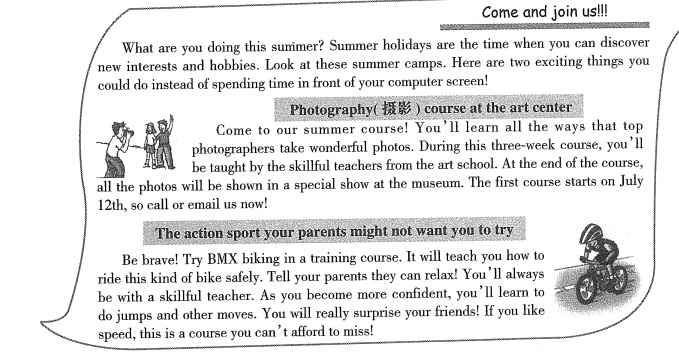 Come and join us!!!
What are you doing this summer? Summer holidays are the time when you can discover
new interests and hobbies. Look at these summer camps. Here are two exciting things you
could do instead of spending time in front of your computer screen!
Photography(摄影) course at the art center
Come to our summer course! You'll learn all the ways that top
photographers take wonderful photos. During this three-week course, you'll
be taught by the skillful teachers from the art school. At the end of the course,
all the photos will be shown in a special show at the museum. The first course starts on July
12th, so call or email us now!
The action sport your parents might not want you to try
Be brave! Try BMX biking in a training course. It will teach you how to
ride this kind of bike safely. Tell your parents they can relax! You'll always
be with a skillful teacher. As you become more confident, you'll learn to
do jumps and other moves. You will really surprise your friends! If you like
speed, this is a course you can't afford to miss!